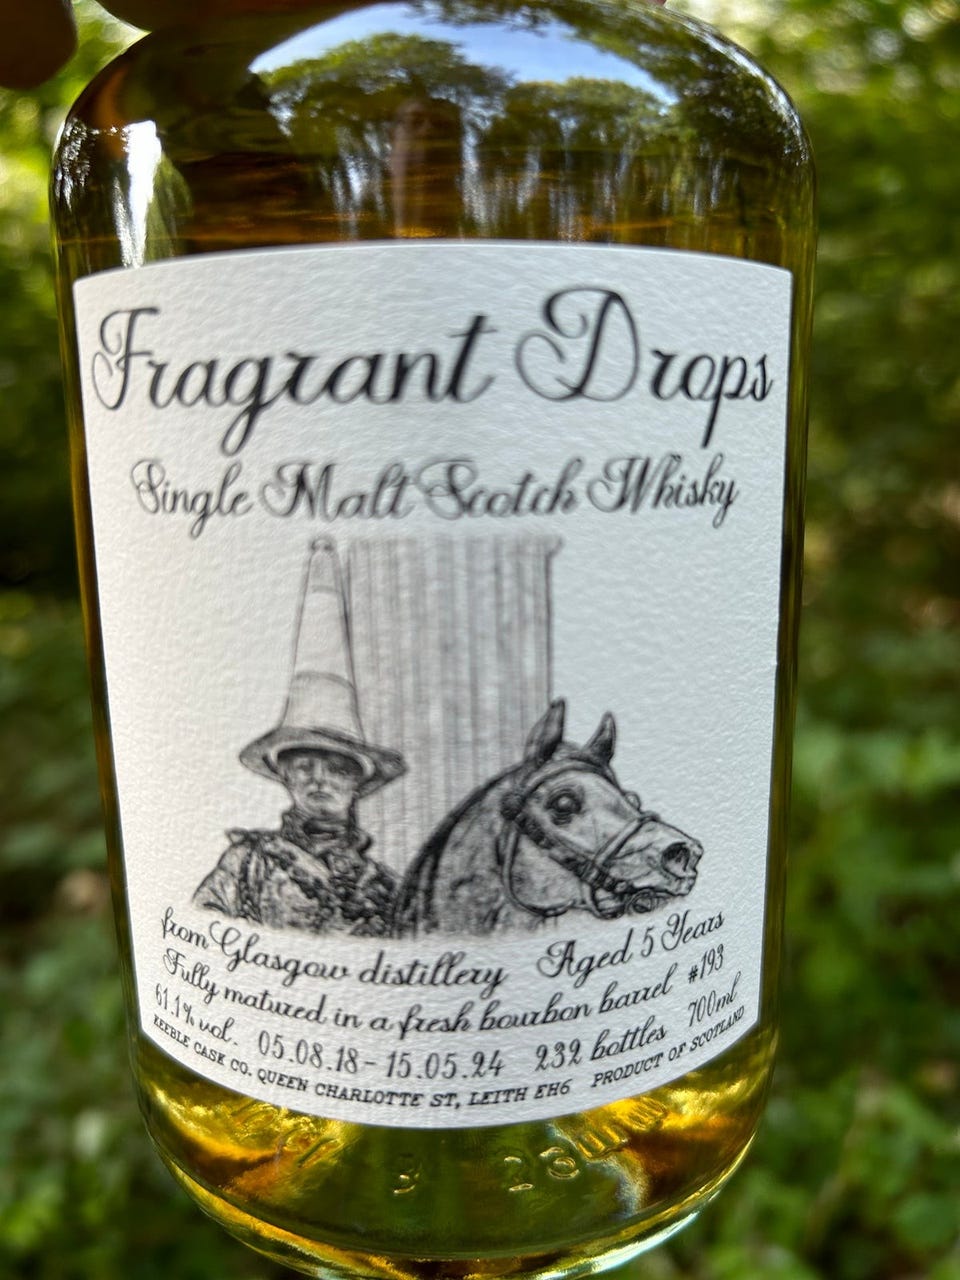 Fragrant Drops
Single Malt Scotch Whisky
from Glasgow distillery Aged 5 Years
Fully matured in a fresh bourbon barrel #193
61.1% vol. 05.08.18 - 15.05.24 232 bottles 700ml
KEEBLE CASK CO. QUEEN CHARLOTTE ST, LEITH EH6 PRODUCT OF SCOTLAND